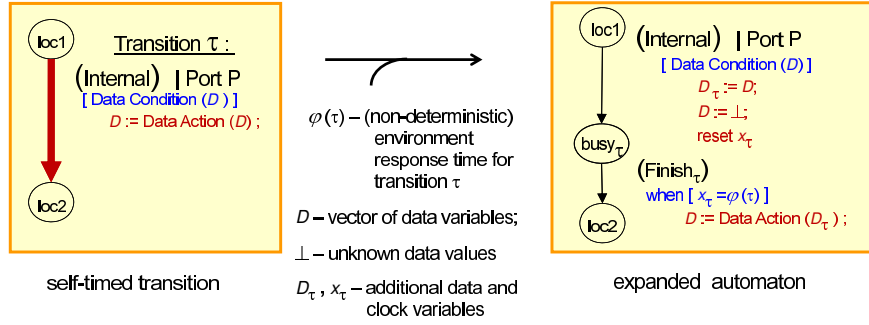 loc1
Transition τ :
(Internal) | Port P
[ Data Condition (D) ]
D := Data Action (D) ;
loc2
self-timed transition
φ(τ) – (non-deterministic)
environment
response time for
transition τ
D – vector of data variables;
⊥ – unknown data values
Dτ , xτ – additional data and
clock variables
loc1
(Internal) | Port P
[ Data Condition (D)]
Dτ := D;
D := ⊥;
reset xτ
busyτ
(Finishτ)
when [ xτ =φ(τ) ]
D := Data Action (Dτ) ;
loc2
expanded automaton